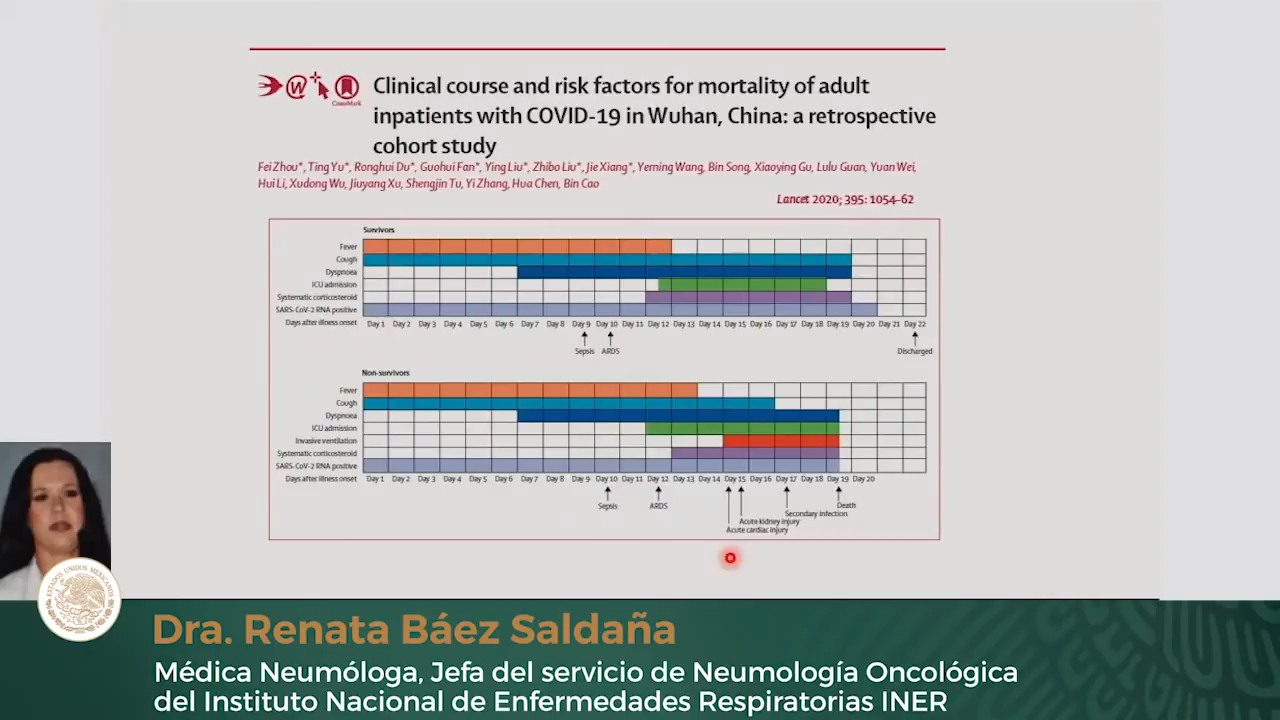 CrossMark
Clinical course and risk factors for mortality of adult
inpatients with COVID-19 in Wuhan, China: a retrospective
cohort study
Fei Zhou*, Ting Yu*, Ronghui Du*, Guohui Fan*, Ying Liu*, Zhibo Liu*, Jie Xiang*, Yeming Wang, Bin Song, Xiaoying Gu, Lulu Guan, Yuan Wei,
Hui Li, Xudong Wu, Jiuyang Xu, Shengjin Tu, Yi Zhang, Hua Chen, Bin Cao
Lancet 2020; 395: 1054–62
Survivors
Fever
Cough
Dyspnoea
ICU admission
Systematic corticosteroid
SARS-CoV-2 RNA positive
Days after illness onset Day 1 Day 2 Day 3 Day 4 Day 5 Day 6 Day 7 Day 8 Day 9 Day 10 Day 11 Day 12 Day 13 Day 14 Day 15 Day 16 Day 17 Day 18 Day 19 Day 20 Day 21 Day 22
Sepsis ARDS Discharged
Non-survivors
Fever
Cough
Dyspnoea
ICU admission
Invasive ventilation
Systematic corticosteroid
SARS-CoV-2 RNA positive
Days after illness onset Day 1 Day 2 Day 3 Day 4 Day 5 Day 6 Day 7 Day 8 Day 9 Day 10 Day 11 Day 12 Day 13 Day 14 Day 15 Day 16 Day 17 Day 18 Day 19 Day 20
Sepsis ARDS Death
Secondary infection
Acute kidney injury
Acute cardiac injury
ESTADOS UNIDOS MEXICANOS
Dra. Renata Báez Saldaña
Médica Neumóloga, Jefa del servicio de Neumología Oncológica
del Instituto Nacional de Enfermedades Respiratorias INER